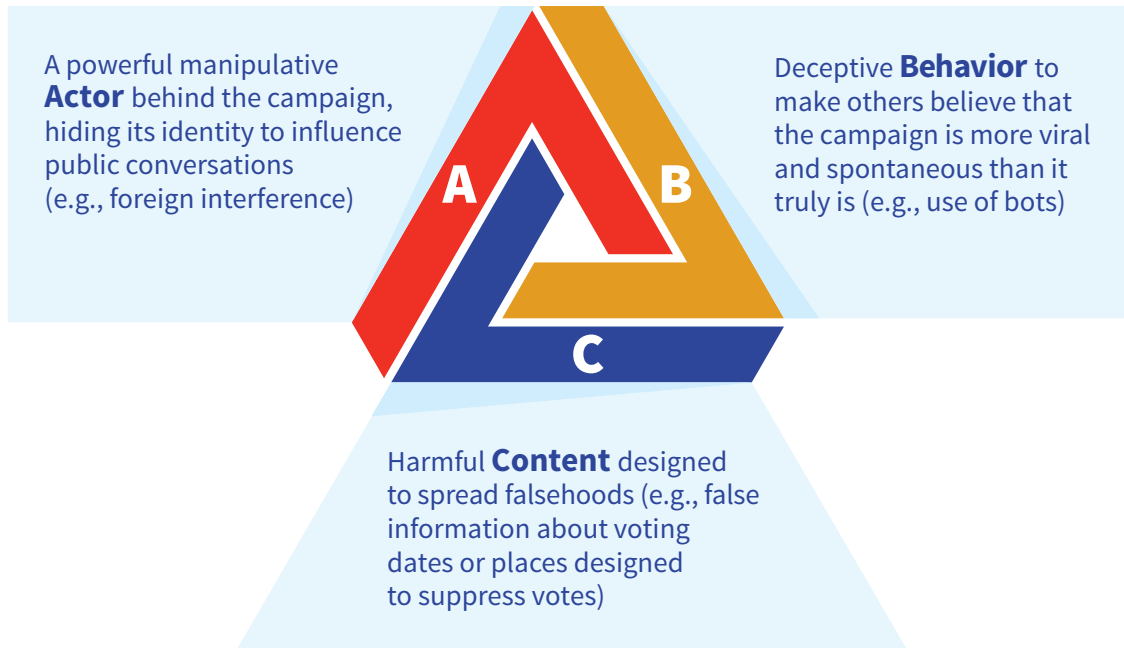 A powerful manipulative
Actor behind the campaign,
hiding its identity to influence
public conversations
(e.g., foreign interference)
A
B
Deceptive Behavior to
make others believe that
the campaign is more viral
and spontaneous than it
truly is (e.g., use of bots)
C
Harmful Content designed
to spread falsehoods (e.g., false
information about voting
dates or places designed
to suppress votes)